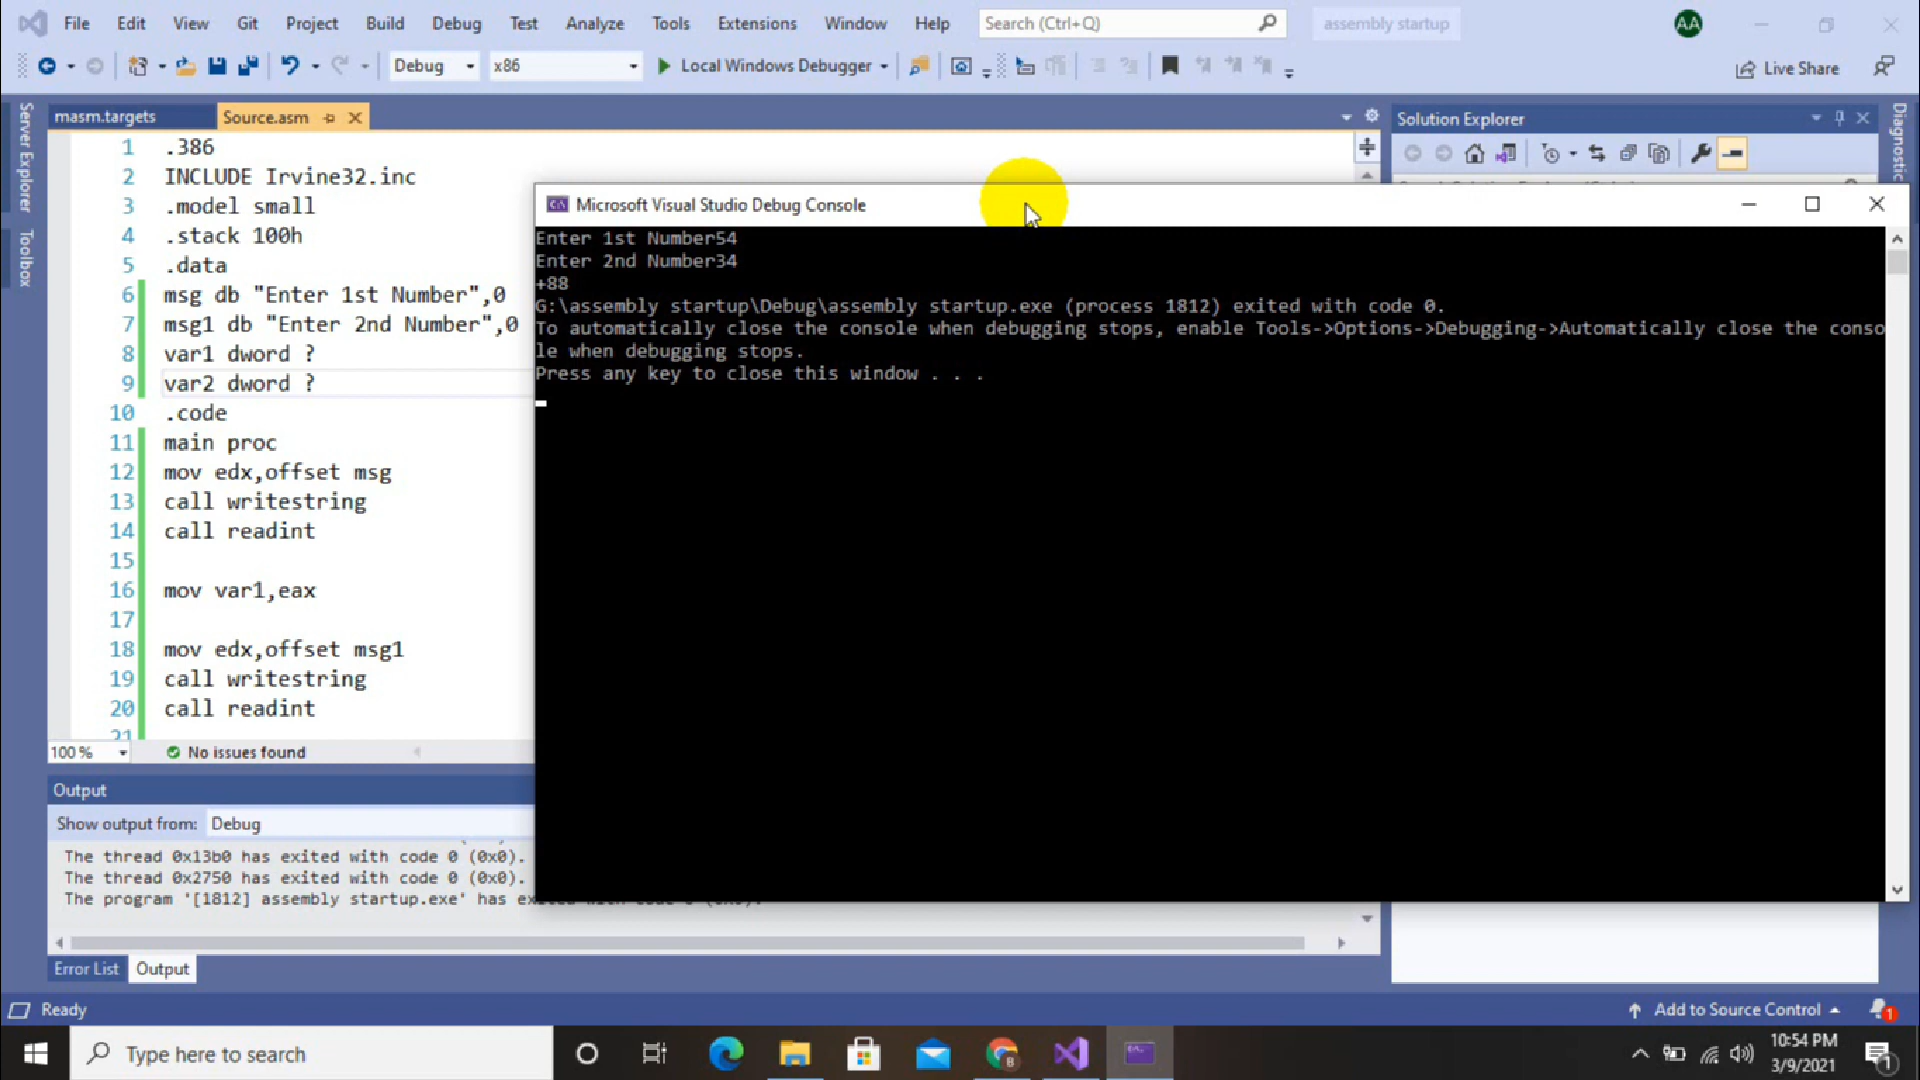 File Edit View Git Project Build Debug Test Analyze Tools Extensions Window Help Search (Ctrl+Q) assembly startup AA
Debug x86 Local Windows Debugger Live Share
Server Explorer
Toolbox
masm.targets Source.asm
1 .386
2 INCLUDE Irvine32.inc
3 .model small
4 .stack 100h
5 .data
6 msg db "Enter 1st Number",0
7 msg1 db "Enter 2nd Number",0
8 var1 dword ?
9 var2 dword ?
10 .code
11 main proc
12 mov edx,offset msg
13 call writestring
14 call readint
15
16 mov var1,eax
17
18 mov edx,offset msg1
19 call writestring
20 call readint
21
100 % No issues found
Solution Explorer
Diagnostic
Microsoft Visual Studio Debug Console
Enter 1st Number54
Enter 2nd Number34
+88
G:\assembly startup\Debug\assembly startup.exe (process 1812) exited with code 0.
To automatically close the console when debugging stops, enable Tools->Options->Debugging->Automatically close the conso
le when debugging stops.
Press any key to close this window . . .
Output
Show output from: Debug
The thread 0x13b0 has exited with code 0 (0x0).
The thread 0x2750 has exited with code 0 (0x0).
The program '[1812] assembly startup.exe' has exited with code 0 (0x0).
Error List Output
Ready Add to Source Control 1
Type here to search
B
10:54 PM
3/9/2021
1